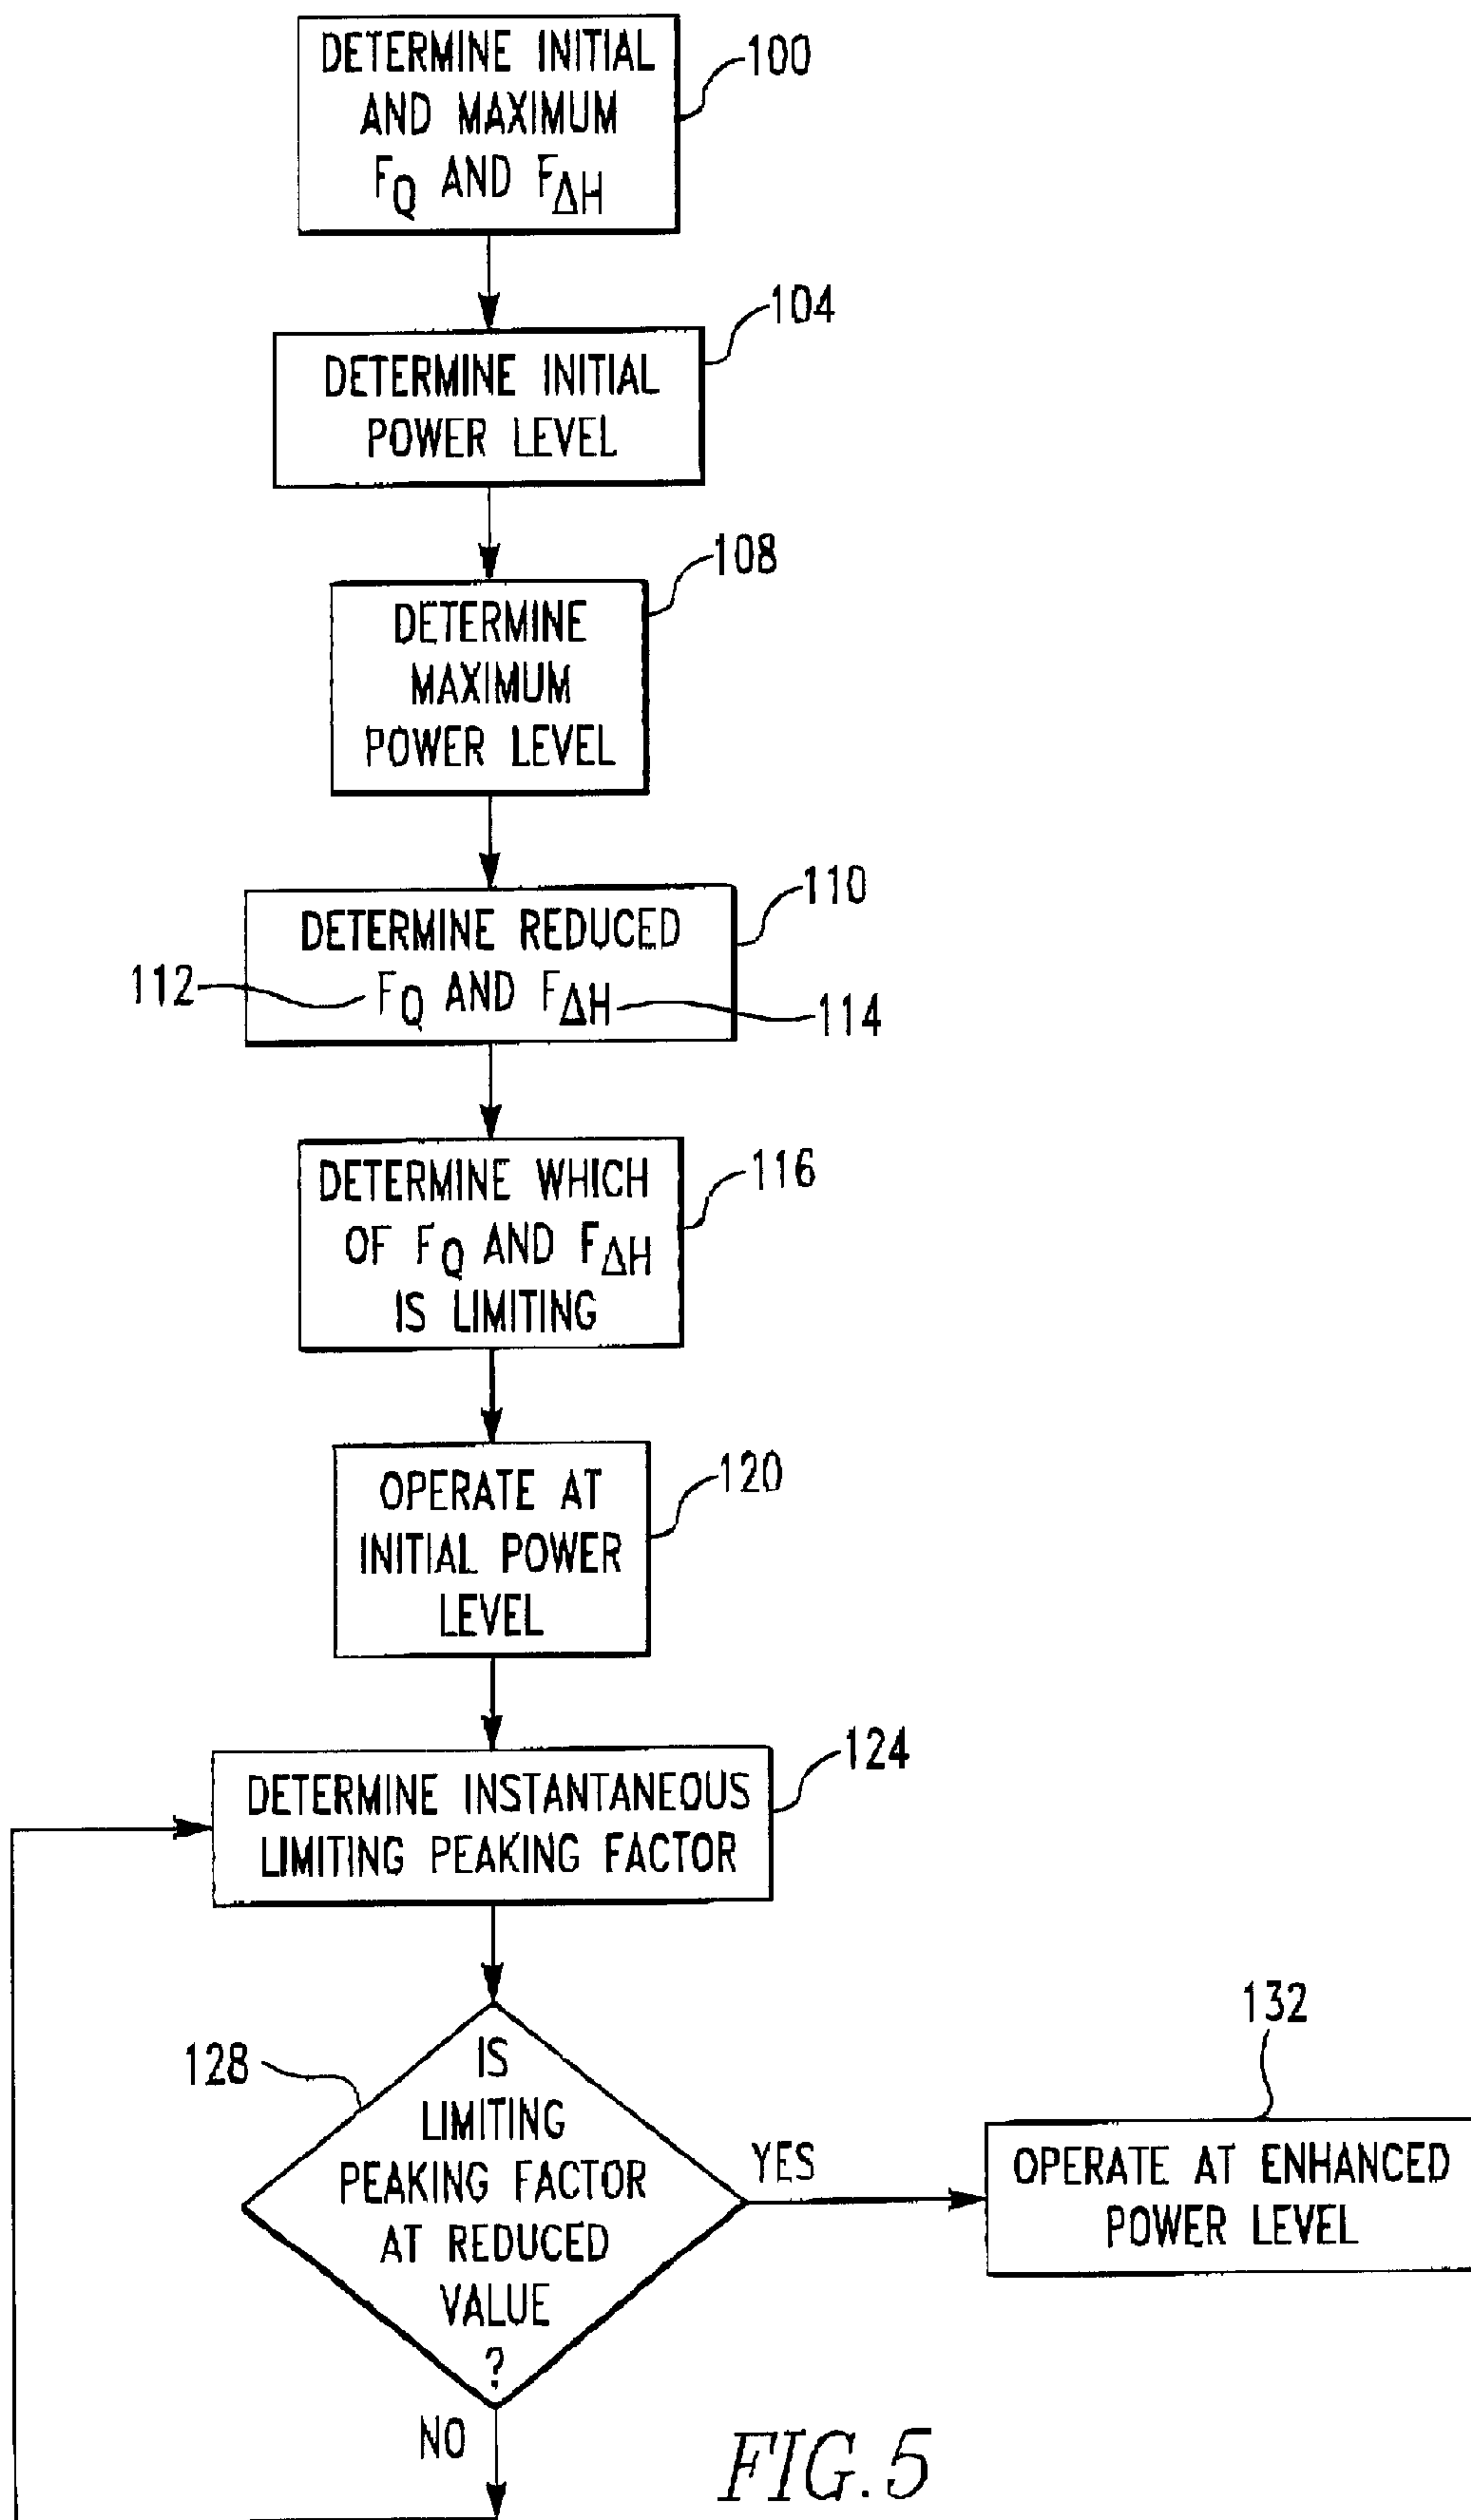 DETERMINE INITIAL
AND MAXIMUM
FQ AND FΔH
100
DETERMINE INITIAL
POWER LEVEL
104
DETERMINE
MAXIMUM
POWER LEVEL
108
DETERMINE REDUCED
FQ AND FΔH
110
112
114
DETERMINE WHICH
OF FQ AND FΔH
IS LIMITING
116
OPERATE AT
INITIAL POWER
LEVEL
120
DETERMINE INSTANTANEOUS
LIMITING PEAKING FACTOR
124
IS
LIMITING
PEAKING FACTOR
AT REDUCED
VALUE
?
128
YES
132
OPERATE AT ENHANCED
POWER LEVEL
NO
FIG. 5